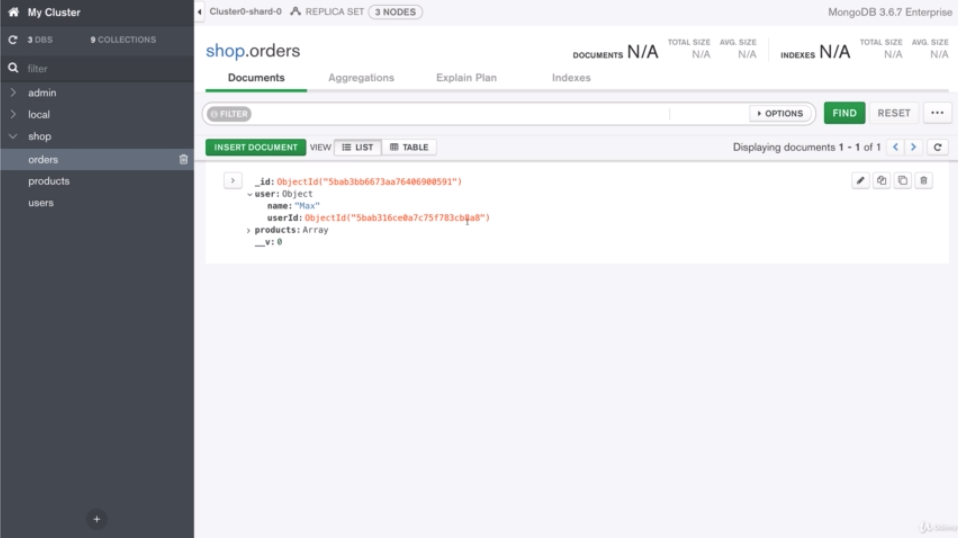 My Cluster
3 DBS 9 COLLECTIONS
filter
admin
local
shop
orders
products
users
Cluster0-shard-0 REPLICA SET 3 NODES MongoDB 3.6.7 Enterprise
shop.orders
DOCUMENTS N/A TOTAL SIZE N/A AVG. SIZE N/A INDEXES N/A TOTAL SIZE N/A AVG. SIZE N/A
Documents Aggregations Explain Plan Indexes
FILTER OPTIONS FIND RESET
INSERT DOCUMENT VIEW LIST TABLE Displaying documents 1 - 1 of 1
_id: ObjectId("5bab3bb6673aa76406900591")
user: Object
name: "Max"
products: Array
__v: 0
Udemy